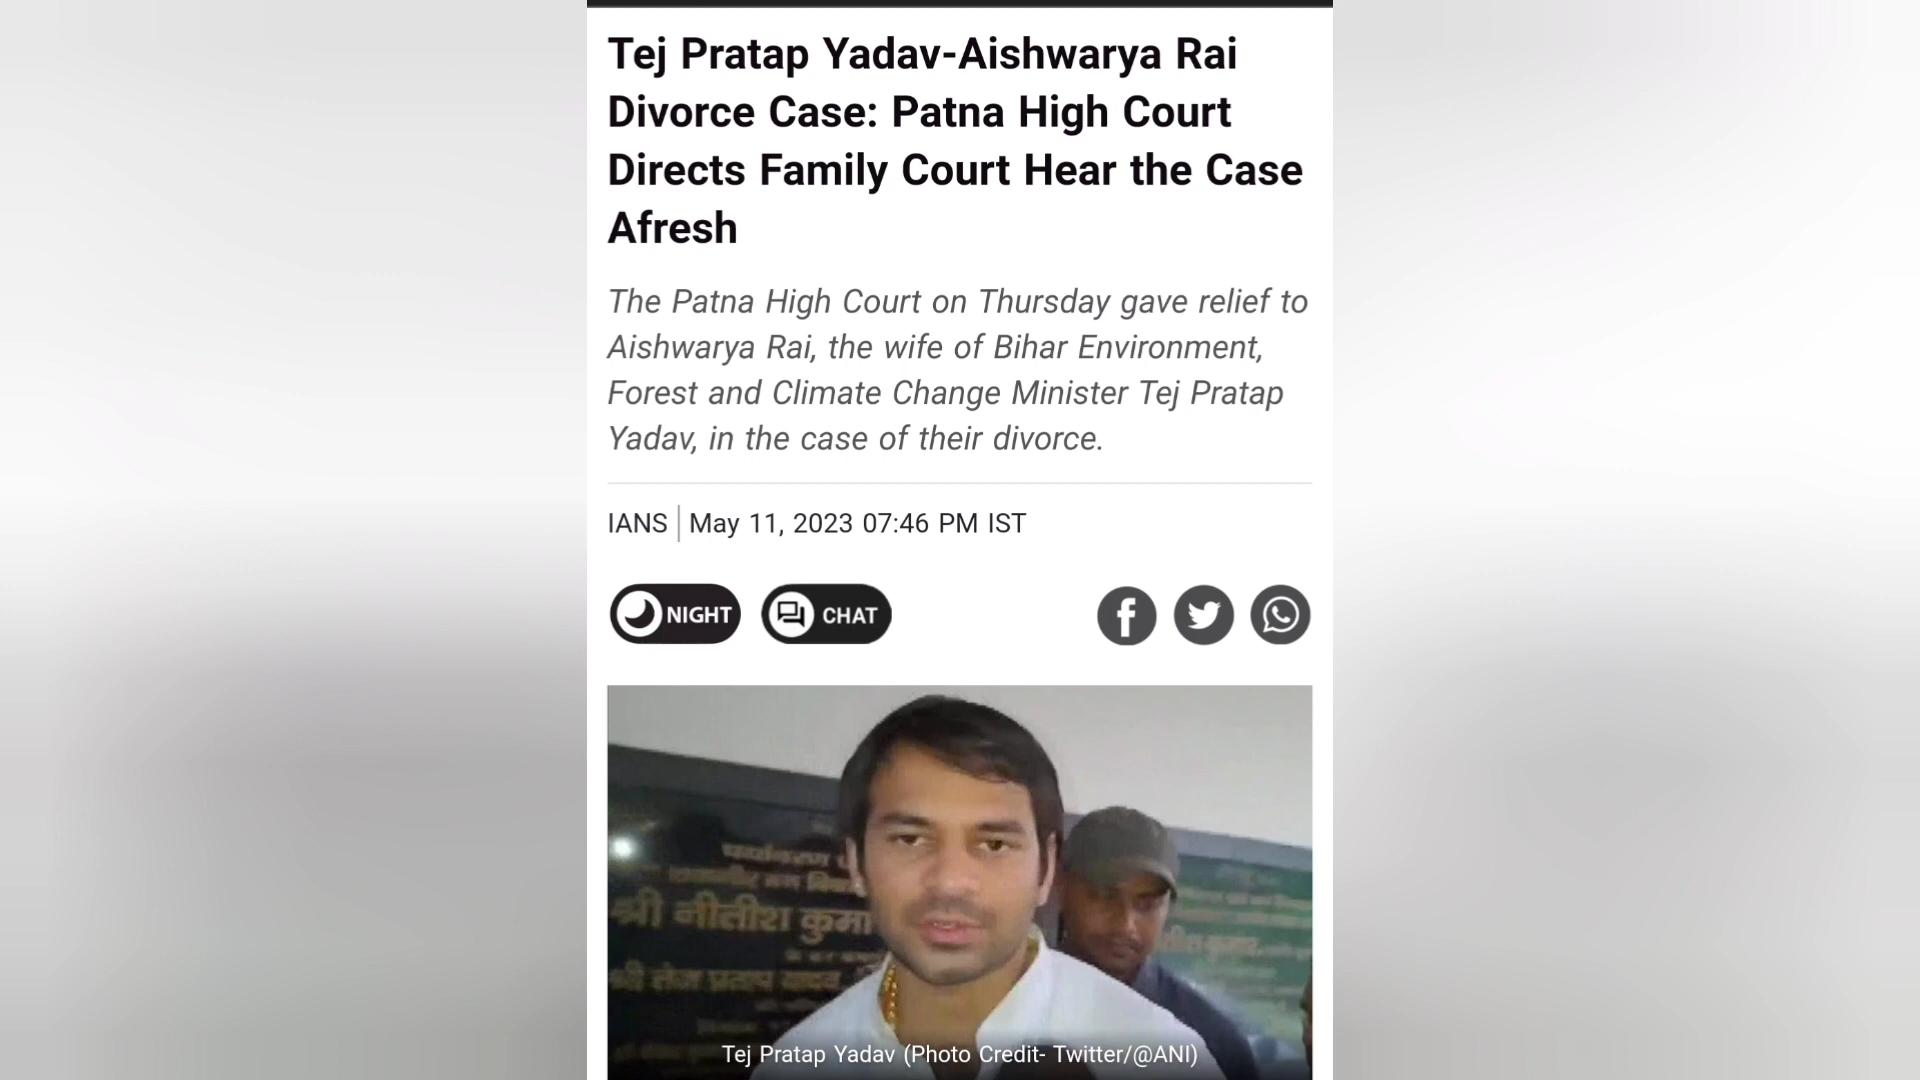 Tej Pratap Yadav-Aishwarya Rai
Divorce Case: Patna High Court
Directs Family Court Hear the Case
Afresh
The Patna High Court on Thursday gave relief to
Aishwarya Rai, the wife of Bihar Environment,
Forest and Climate Change Minister Tej Pratap
Yadav, in the case of their divorce.
IANS | May 11, 2023 07:46 PM IST
NIGHT
CHAT
श्री नीतीश कुमा
श्री तेज प्रताप यादव
Tej Pratap Yadav (Photo Credit- Twitter/@ANI)